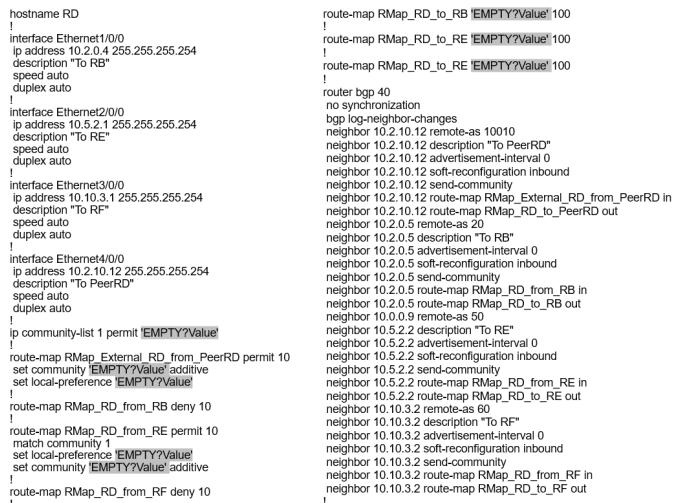 hostname RD
!
interface Ethernet1/0/0
ip address 10.2.0.4 255.255.255.254
description "To RB"
speed auto
duplex auto
!
interface Ethernet2/0/0
ip address 10.5.2.1 255.255.255.254
description "To RE"
speed auto
duplex auto
!
interface Ethernet3/0/0
ip address 10.10.3.1 255.255.255.254
description "To RF"
speed auto
duplex auto
!
interface Ethernet4/0/0
ip address 10.2.10.12 255.255.255.254
description "To PeerRD"
speed auto
duplex auto
!
ip community-list 1 permit 'EMPTY?Value'
!
route-map RMap_External_RD_from_PeerRD permit 10
set community 'EMPTY?Value' additive
set local-preference 'EMPTY?Value'
!
route-map RMap_RD_from_RB deny 10
!
route-map RMap_RD_from_RE permit 10
match community 1
set local-preference 'EMPTY?Value'
set community 'EMPTY?Value' additive
!
route-map RMap_RD_from_RF deny 10
!
route-map RMap_RD_to_RB 'EMPTY?Value' 100
!
route-map RMap_RD_to_RE 'EMPTY?Value' 100
!
route-map RMap_RD_to_RE 'EMPTY?Value' 100
!
router bgp 40
no synchronization
bgp log-neighbor-changes
neighbor 10.2.10.12 remote-as 10010
neighbor 10.2.10.12 description "To PeerRD"
neighbor 10.2.10.12 advertisement-interval 0
neighbor 10.2.10.12 soft-reconfiguration inbound
neighbor 10.2.10.12 send-community
neighbor 10.2.10.12 route-map RMap_External_RD_from_PeerRD in
neighbor 10.2.10.12 route-map RMap_RD_to_PeerRD out
neighbor 10.2.0.5 remote-as 20
neighbor 10.2.0.5 description "To RB"
neighbor 10.2.0.5 advertisement-interval 0
neighbor 10.2.0.5 soft-reconfiguration inbound
neighbor 10.2.0.5 send-community
neighbor 10.2.0.5 route-map RMap_RD_from_RB in
neighbor 10.2.0.5 route-map RMap_RD_to_RB out
neighbor 10.0.0.9 remote-as 50
neighbor 10.5.2.2 description "To RE"
neighbor 10.5.2.2 advertisement-interval 0
neighbor 10.5.2.2 soft-reconfiguration inbound
neighbor 10.5.2.2 send-community
neighbor 10.5.2.2 route-map RMap_RD_from_RE in
neighbor 10.5.2.2 route-map RMap_RD_to_RE out
neighbor 10.10.3.2 remote-as 60
neighbor 10.10.3.2 description "To RF"
neighbor 10.10.3.2 advertisement-interval 0
neighbor 10.10.3.2 soft-reconfiguration inbound
neighbor 10.10.3.2 send-community
neighbor 10.10.3.2 route-map RMap_RD_from_RF in
neighbor 10.10.3.2 route-map RMap_RD_to_RF out
!